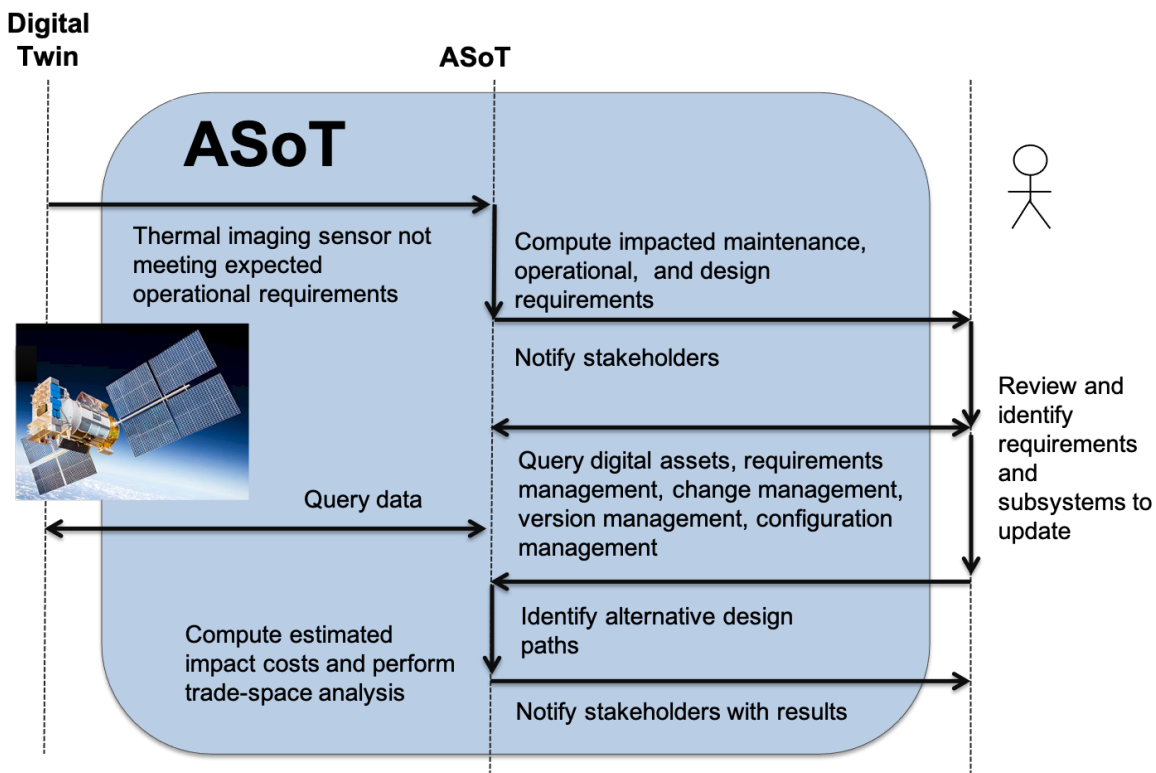 Digital
Twin
ASoT
ASoT
Thermal imaging sensor not
meeting expected
operational requirements
Compute impacted maintenance,
operational, and design
requirements
Notify stakeholders
Review and
identify
requirements
and
subsystems to
update
Query digital assets, requirements
management, change management,
version management, configuration
management
Query data
Identify alternative design
paths
Compute estimated
impact costs and perform
trade-space analysis
Notify stakeholders with results